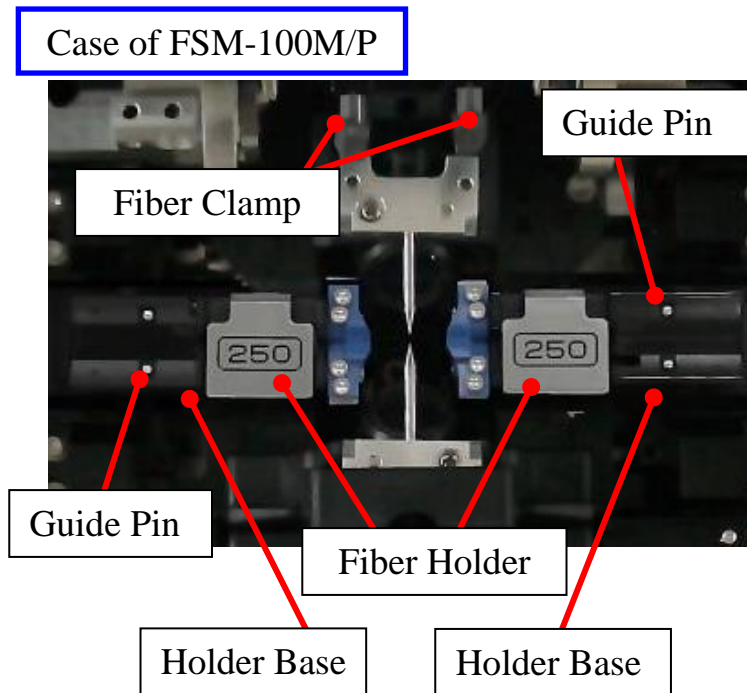 Case of FSM-100M/P
Guide Pin
Fiber Clamp
250
250
Guide Pin
Fiber Holder
Holder Base
Holder Base